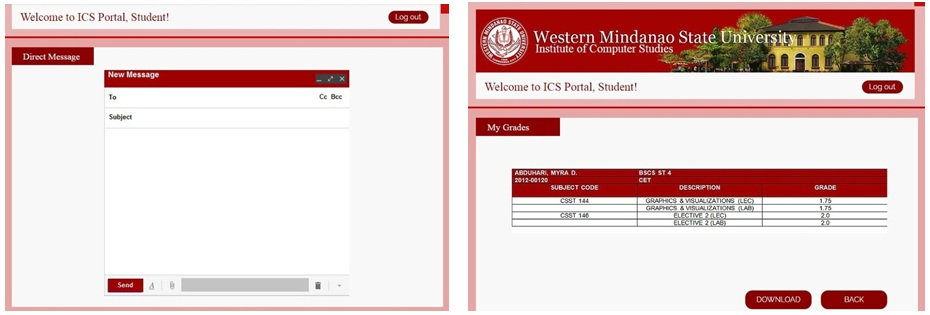 Welcome to ICS Portal, Student!
Log out
Direct Message
New Message
To
Cc Bcc
Subject
Send
Western Mindanao State University
Institute of Computer Studies
Welcome to ICS Portal, Student!
Log out
My Grades
ABDUHARI, MYRA D. BSCS ST 4
2012-00120 CET
SUBJECT CODE DESCRIPTION GRADE
CSST 144 GRAPHICS & VISUALIZATIONS (LEC) 1.75
GRAPHICS & VISUALIZATIONS (LAB) 1.75
CSST 146 ELECTIVE 2 (LEC) 2.0
ELECTIVE 2 (LAB) 2.0
DOWNLOAD
BACK